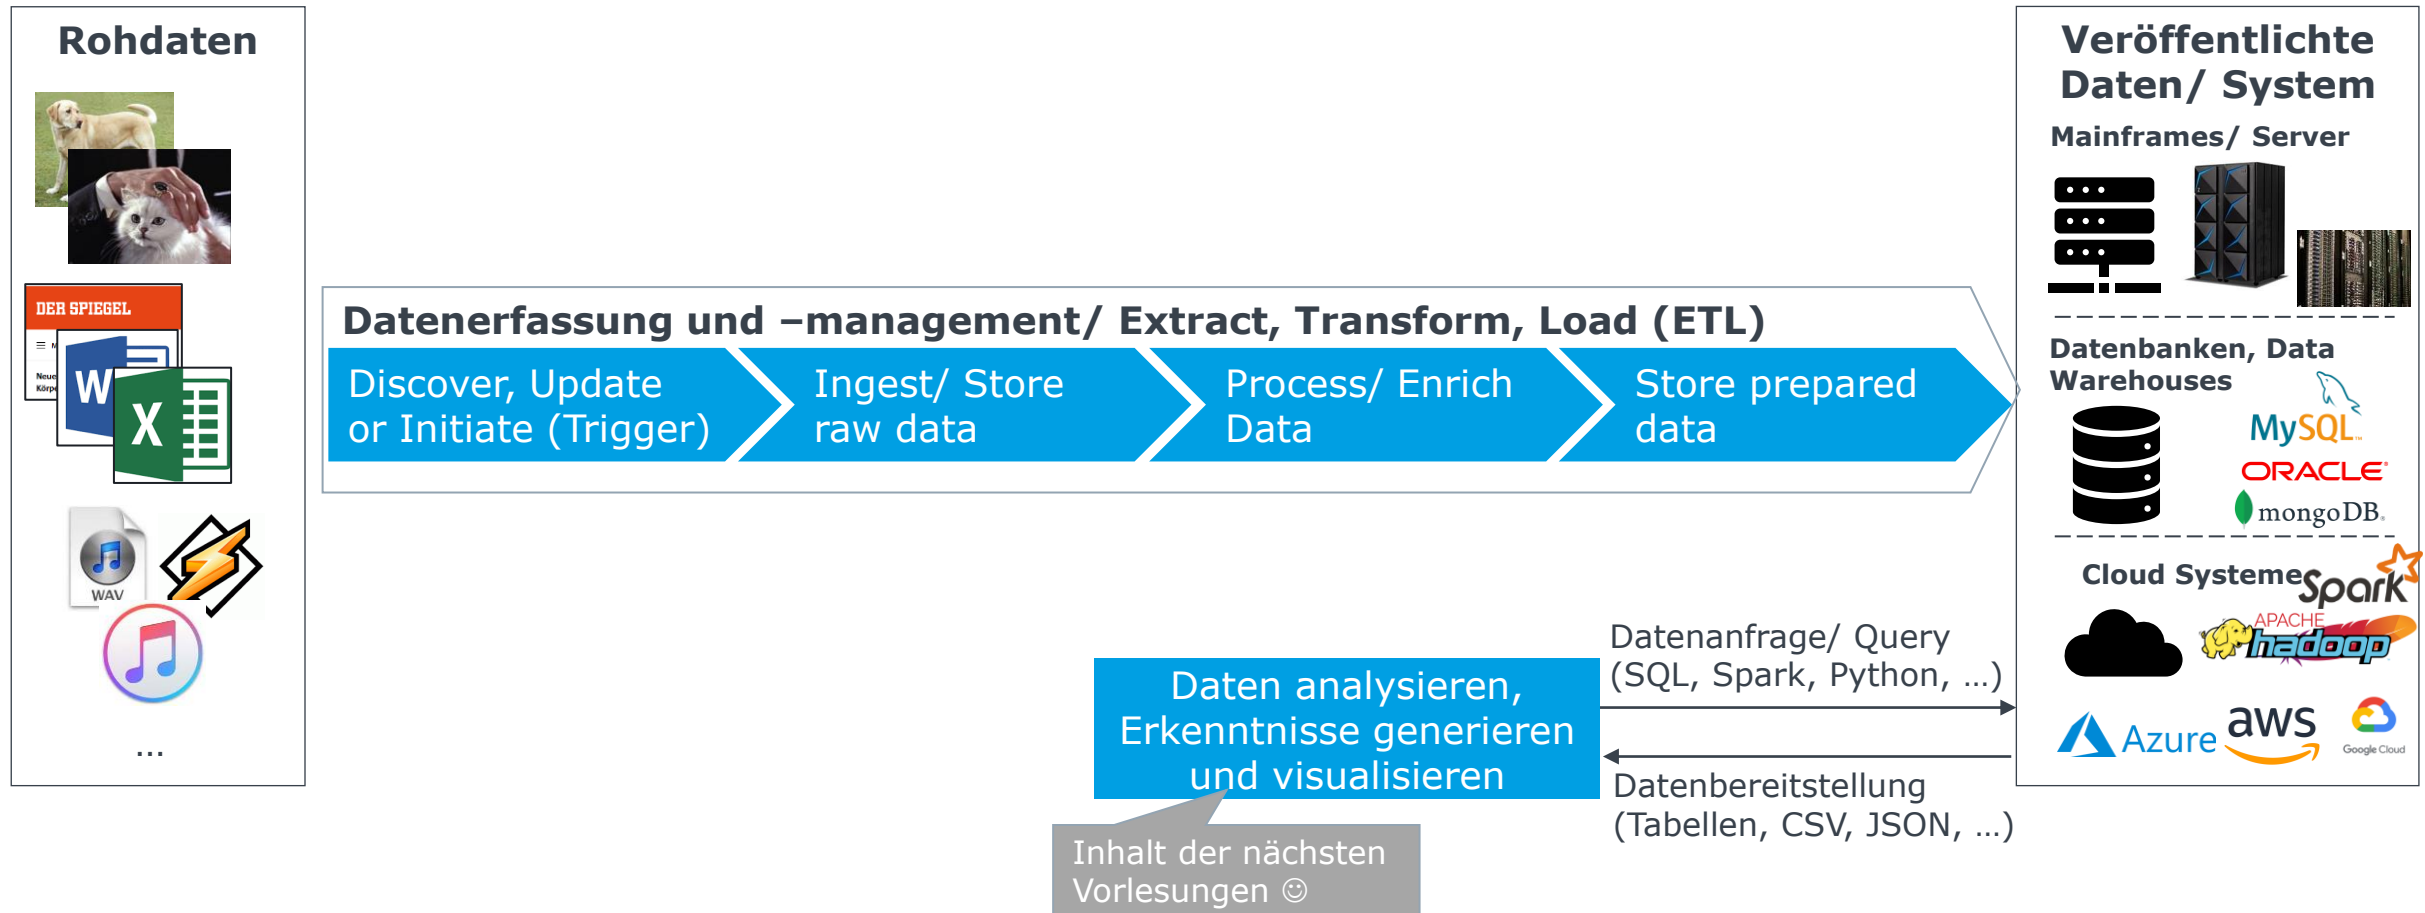 Rohdaten
DER SPIEGEL
Neue
Körpe
W
X
WAV
...
Datenerfassung und –management/ Extract, Transform, Load (ETL)
Discover, Update
or Initiate (Trigger)
Ingest/ Store
raw data
Process/ Enrich
Data
Store prepared
data
Daten analysieren,
Erkenntnisse generieren
und visualisieren
Inhalt der nächsten
Vorlesungen ☺
Datenanfrage/ Query
(SQL, Spark, Python, …)
Datenbereitstellung
(Tabellen, CSV, JSON, …)
Veröffentlichte
Daten/ System
Mainframes/ Server
Datenbanken, Data
Warehouses
MySQL™
ORACLE®
mongoDB®
Cloud Systeme
Spark
APACHE
hadoop
Azure
aws
Google Cloud